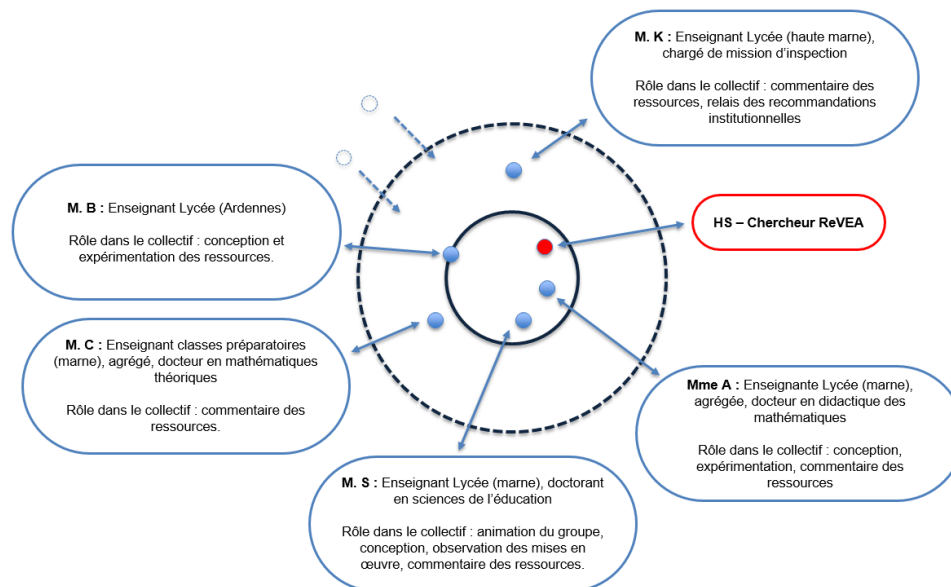 M. K : Enseignant Lycée (haute marne),
chargé de mission d'inspection
Rôle dans le collectif : commentaire des
ressources, relais des recommandations
institutionnelles
M. B : Enseignant Lycée (Ardennes)
Rôle dans le collectif : conception et
expérimentation des ressources.
HS – Chercheur ReVEA
M. C : Enseignant classes préparatoires
(marne), agrégé, docteur en mathématiques
théoriques
Rôle dans le collectif : commentaire des
ressources.
Mme A : Enseignante Lycée (marne),
agrégée, docteur en didactique des
mathématiques
Rôle dans le collectif : conception,
expérimentation, commentaire des
ressources
M. S : Enseignant Lycée (marne), doctorant
en sciences de l'éducation
Rôle dans le collectif : animation du groupe,
conception, observation des mises en
œuvre, commentaire des ressources.